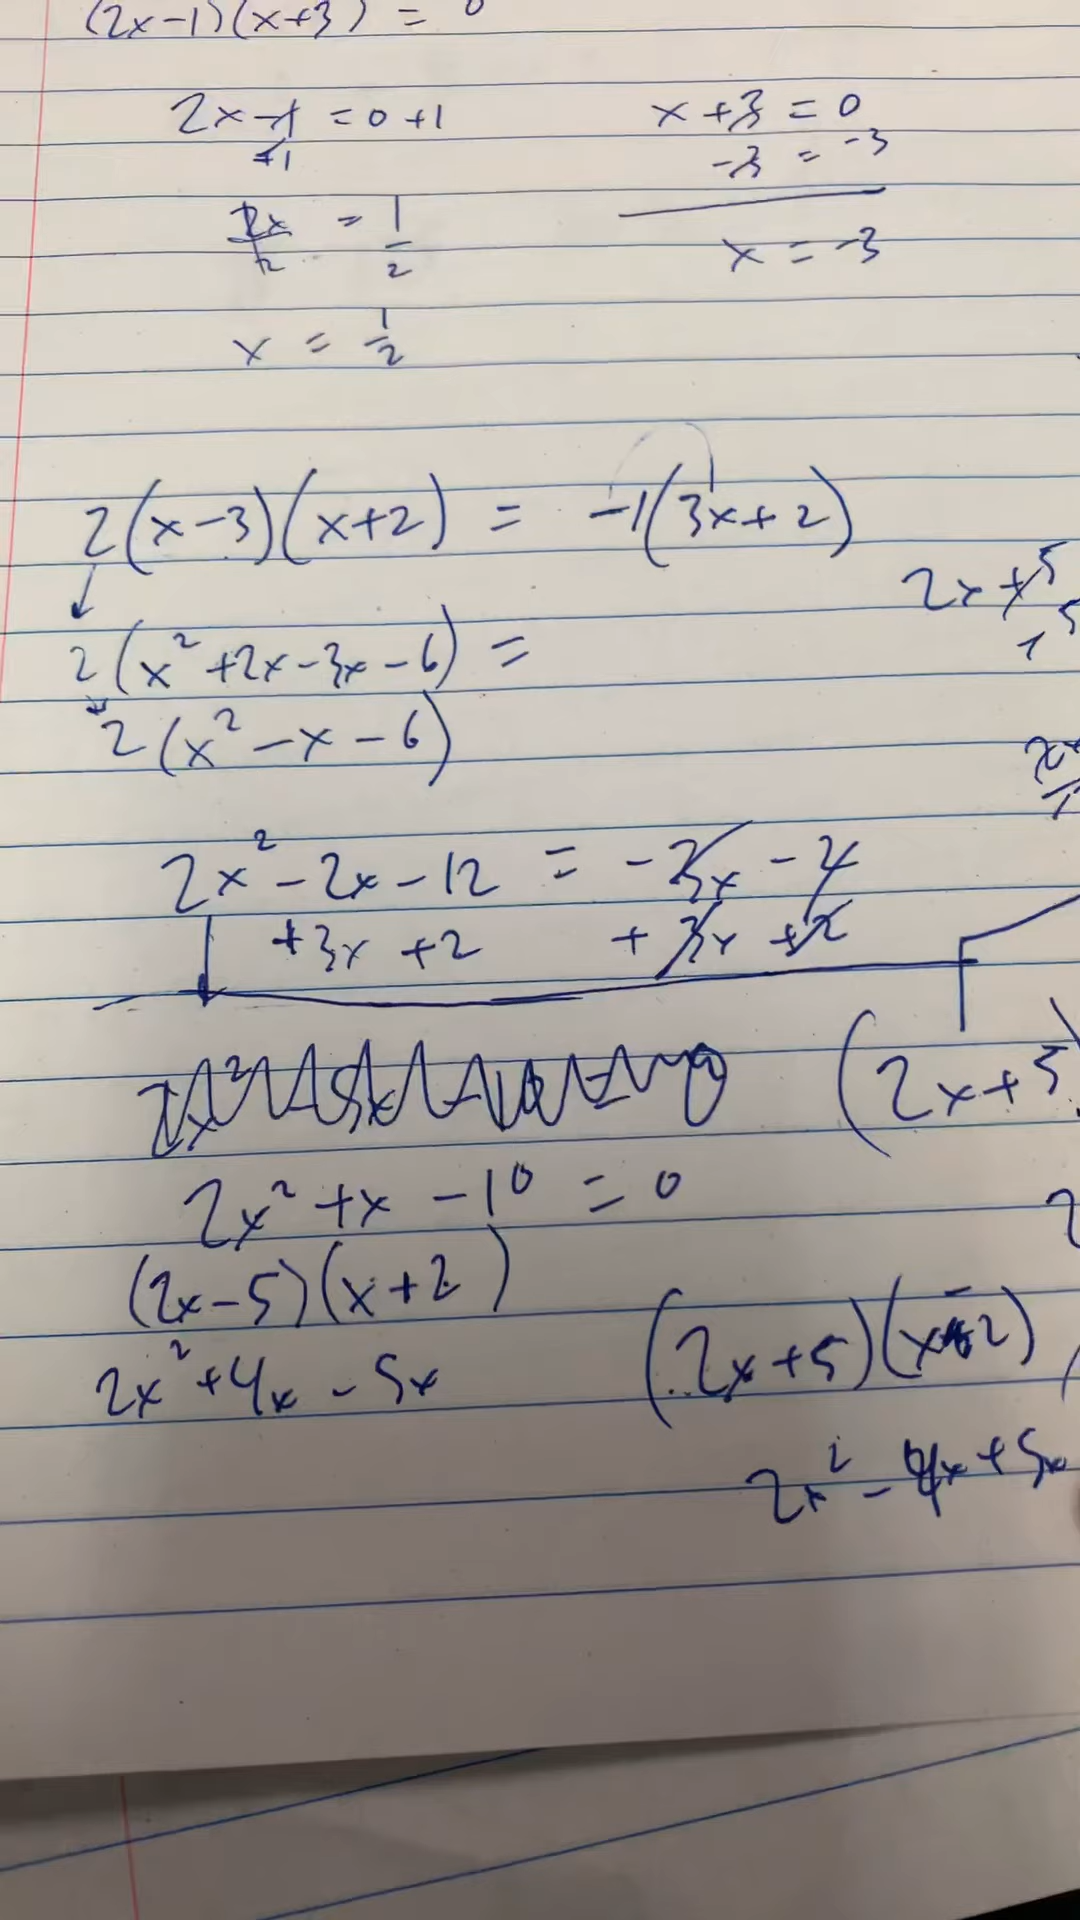 (2x-1)(x+3) = 0
2x-1 = 0 +1
+1
x+3 = 0
-3 = -3
2x/2 = 1/2
x = -3
x = 1/2
2(x-3)(x+2) = -1(3x+2)
2x+5
2(x²+2x-3x-6) =
2(x²-x-6)
2x²-2x-12 = -3x-2
+3x +2 +3x +2
(2x+5)
2x²+x-10 = 0
(2x-5)(x+2)
2x²+4x-5x
(2x+5)(x-2)
2x²-4x+5x